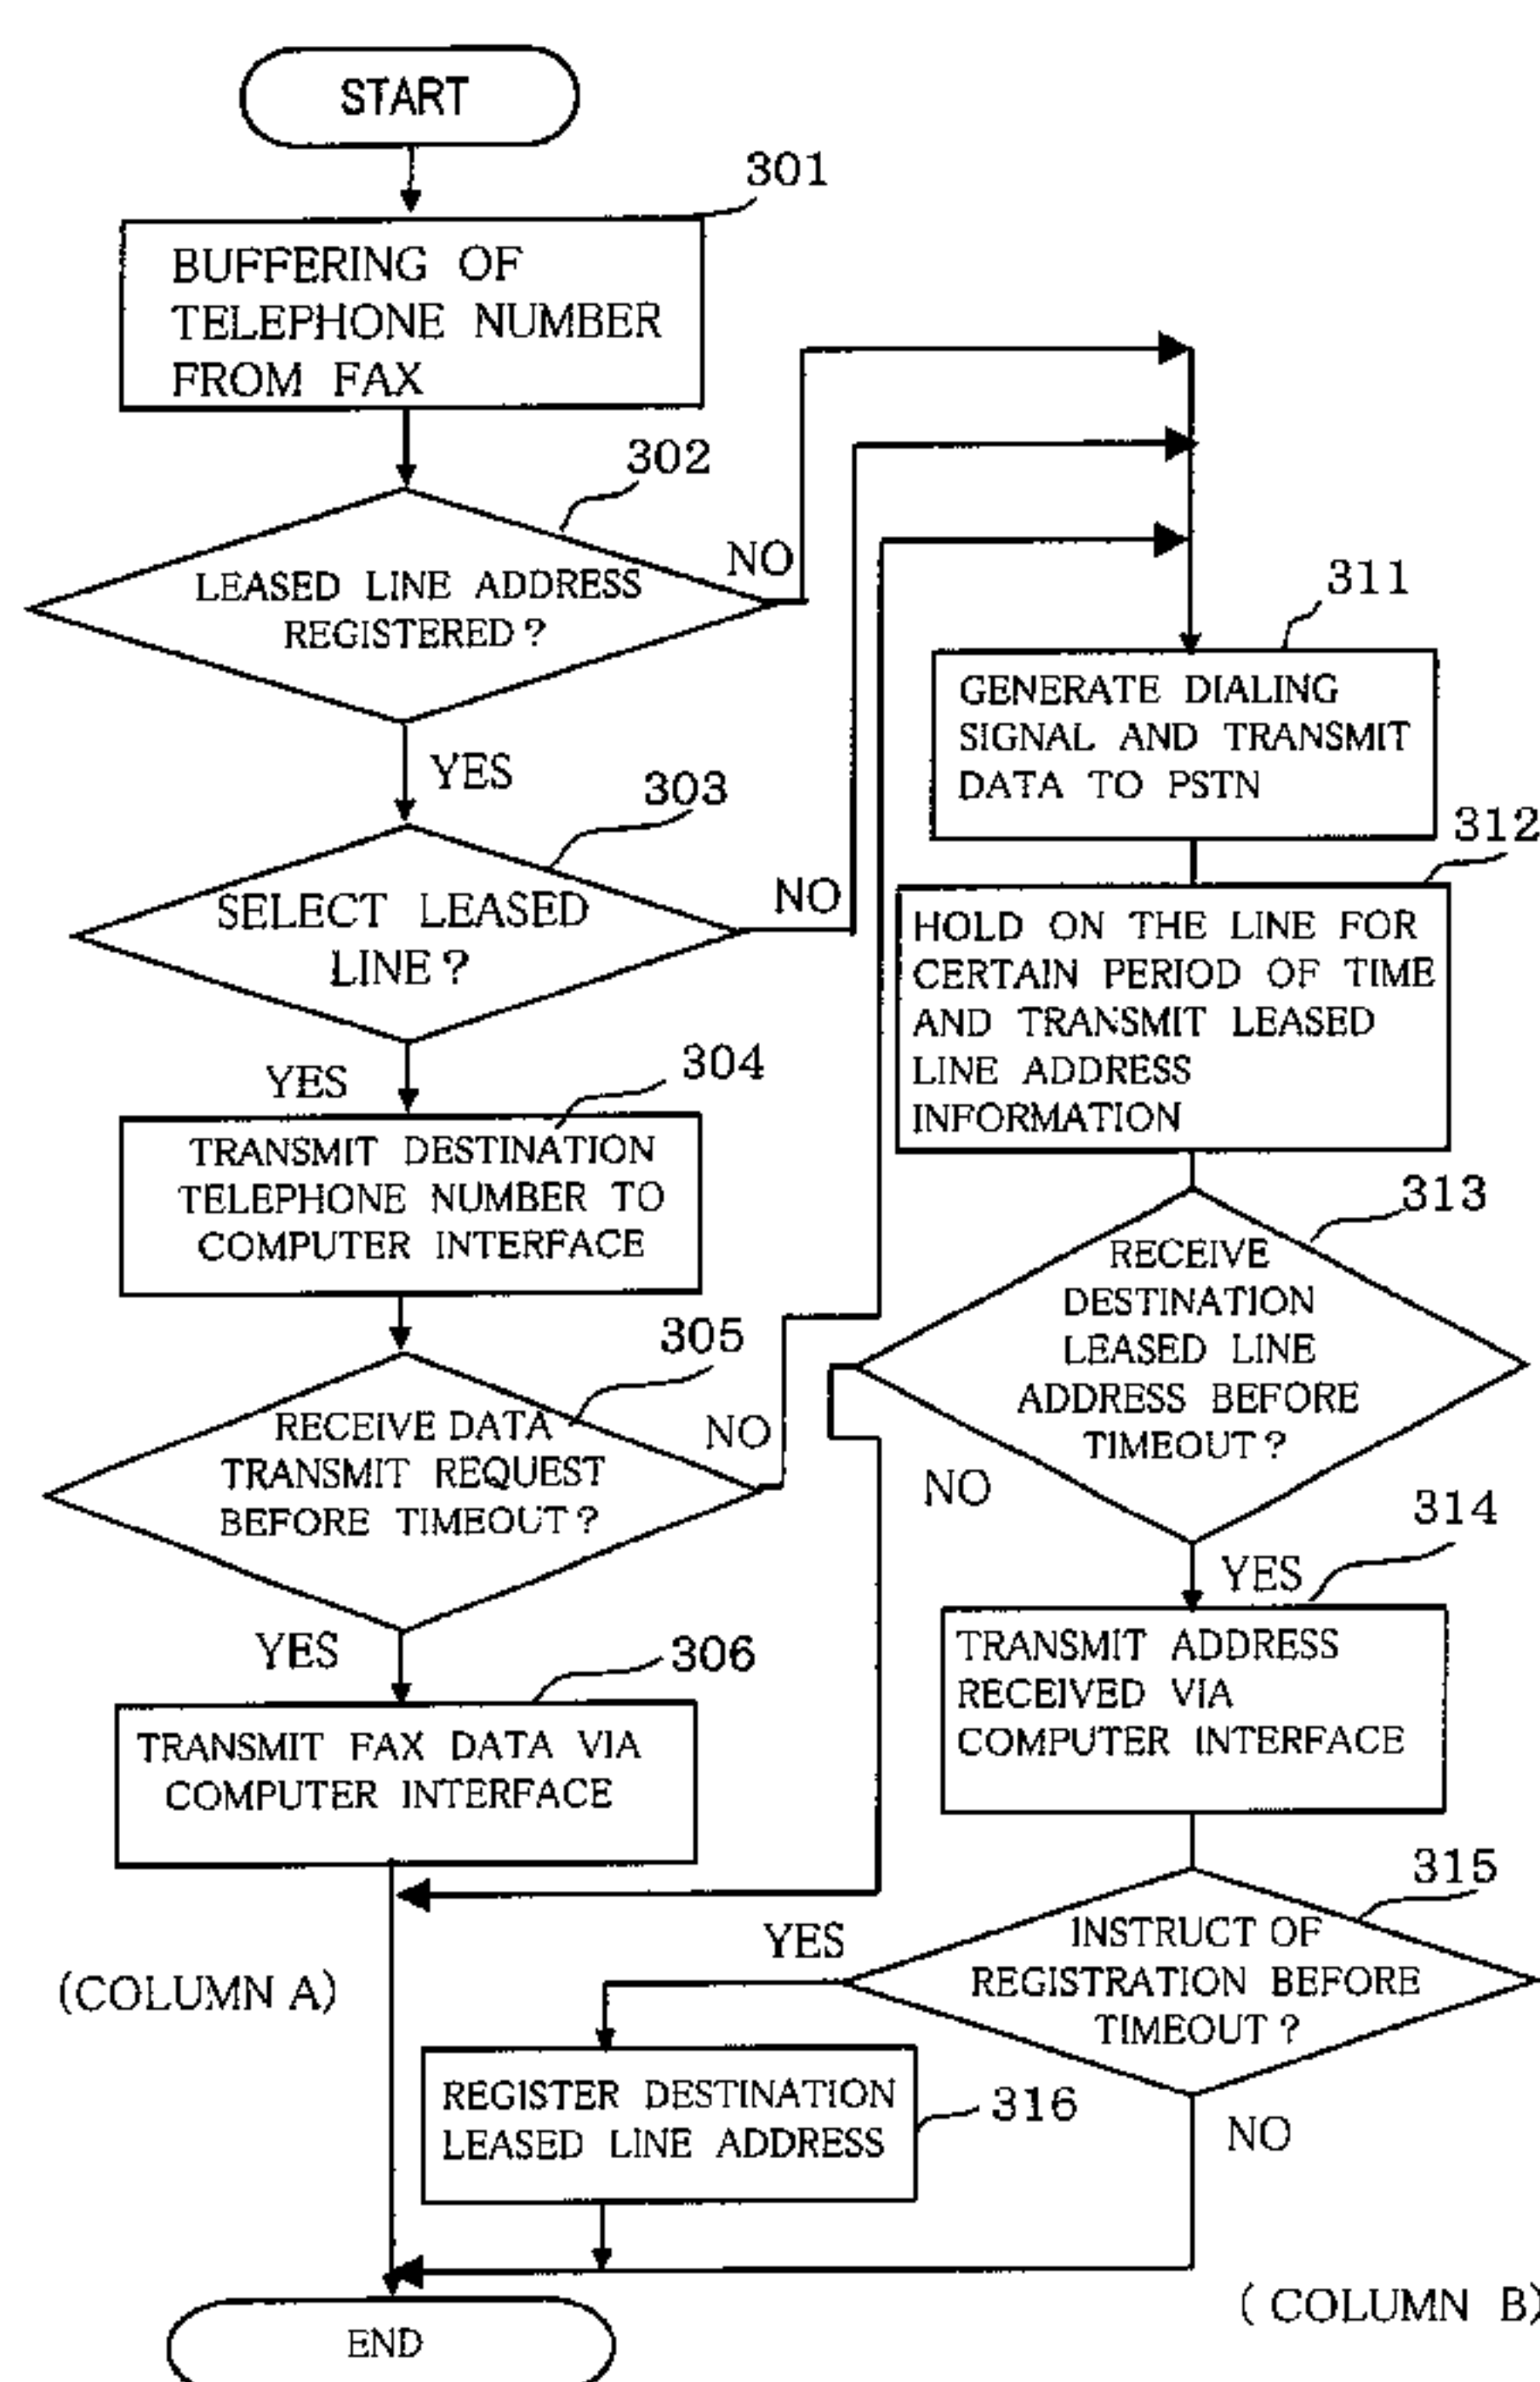 START
301
BUFFERING OF
TELEPHONE NUMBER
FROM FAX
302
LEASED LINE ADDRESS
REGISTERED?
NO
YES
303
SELECT LEASED
LINE?
NO
YES
304
TRANSMIT DESTINATION
TELEPHONE NUMBER TO
COMPUTER INTERFACE
305
RECEIVE DATA
TRANSMIT REQUEST
BEFORE TIMEOUT?
NO
YES
306
TRANSMIT FAX DATA VIA
COMPUTER INTERFACE
(COLUMN A)
311
GENERATE DIALING
SIGNAL AND TRANSMIT
DATA TO PSTN
312
HOLD ON THE LINE FOR
CERTAIN PERIOD OF TIME
AND TRANSMIT LEASED
LINE ADDRESS
INFORMATION
313
RECEIVE
DESTINATION
LEASED LINE
ADDRESS BEFORE
TIMEOUT?
NO
YES
314
TRANSMIT ADDRESS
RECEIVED VIA
COMPUTER INTERFACE
315
INSTRUCT OF
REGISTRATION BEFORE
TIMEOUT?
YES
NO
316
REGISTER DESTINATION
LEASED LINE ADDRESS
(COLUMN B)
END